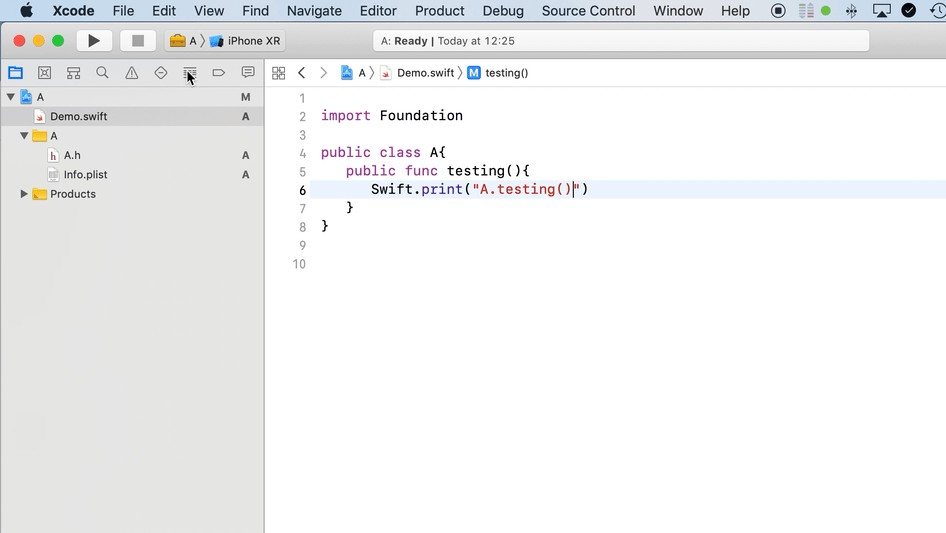 Xcode File Edit View Find Navigate Editor Product Debug Source Control Window Help
A iPhone XR A: Ready | Today at 12:25
A Demo.swift M testing()
A M
Demo.swift A
A
h A.h A
Info.plist A
Products
1
2 import Foundation
3
4 public class A{
5 public func testing(){
6 Swift.print("A.testing()")
7 }
8 }
9
10